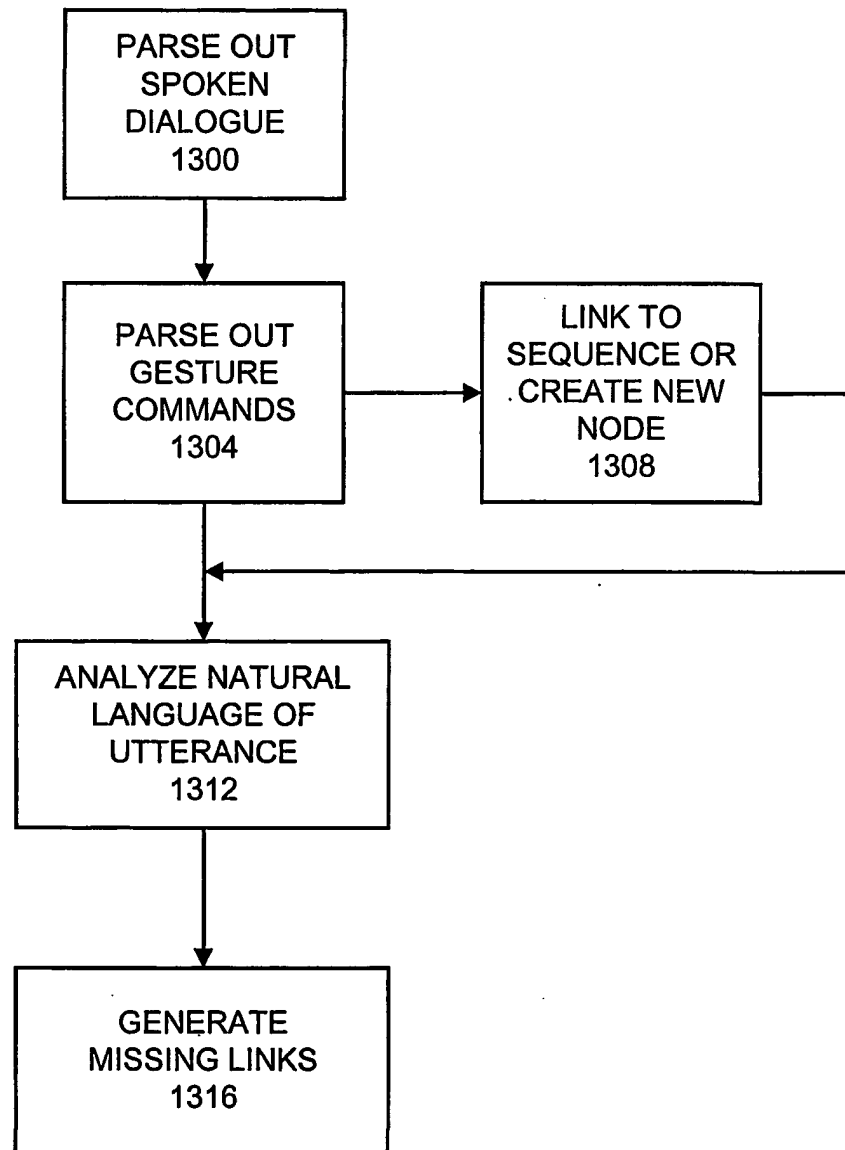 PARSE OUT
SPOKEN
DIALOGUE
1300
PARSE OUT
GESTURE
COMMANDS
1304
LINK TO
SEQUENCE OR
CREATE NEW
NODE
1308
ANALYZE NATURAL
LANGUAGE OF
UTTERANCE
1312
GENERATE
MISSING LINKS
1316